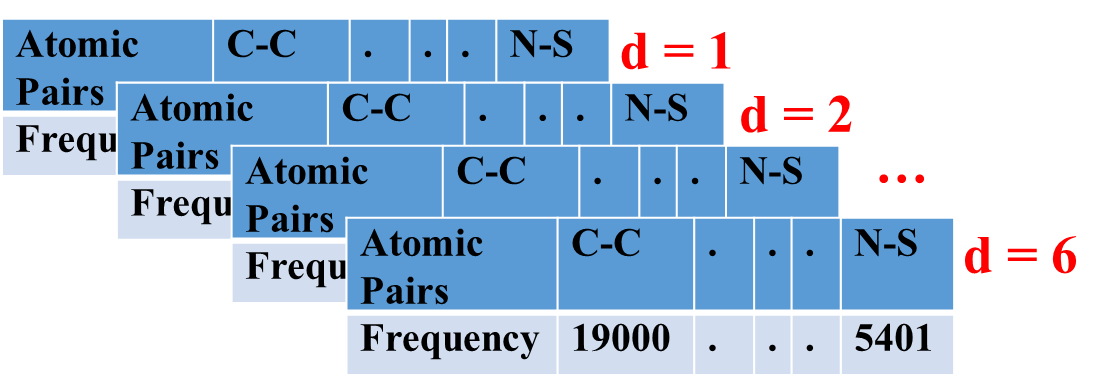 Atomic Pairs C-C . . . N-S d = 1
Frequ
Atomic Pairs C-C . . . N-S d = 2
Frequ
Atomic Pairs C-C . . . N-S ...
Frequ
Atomic Pairs C-C . . . N-S d = 6
Frequency 19000 . . . 5401